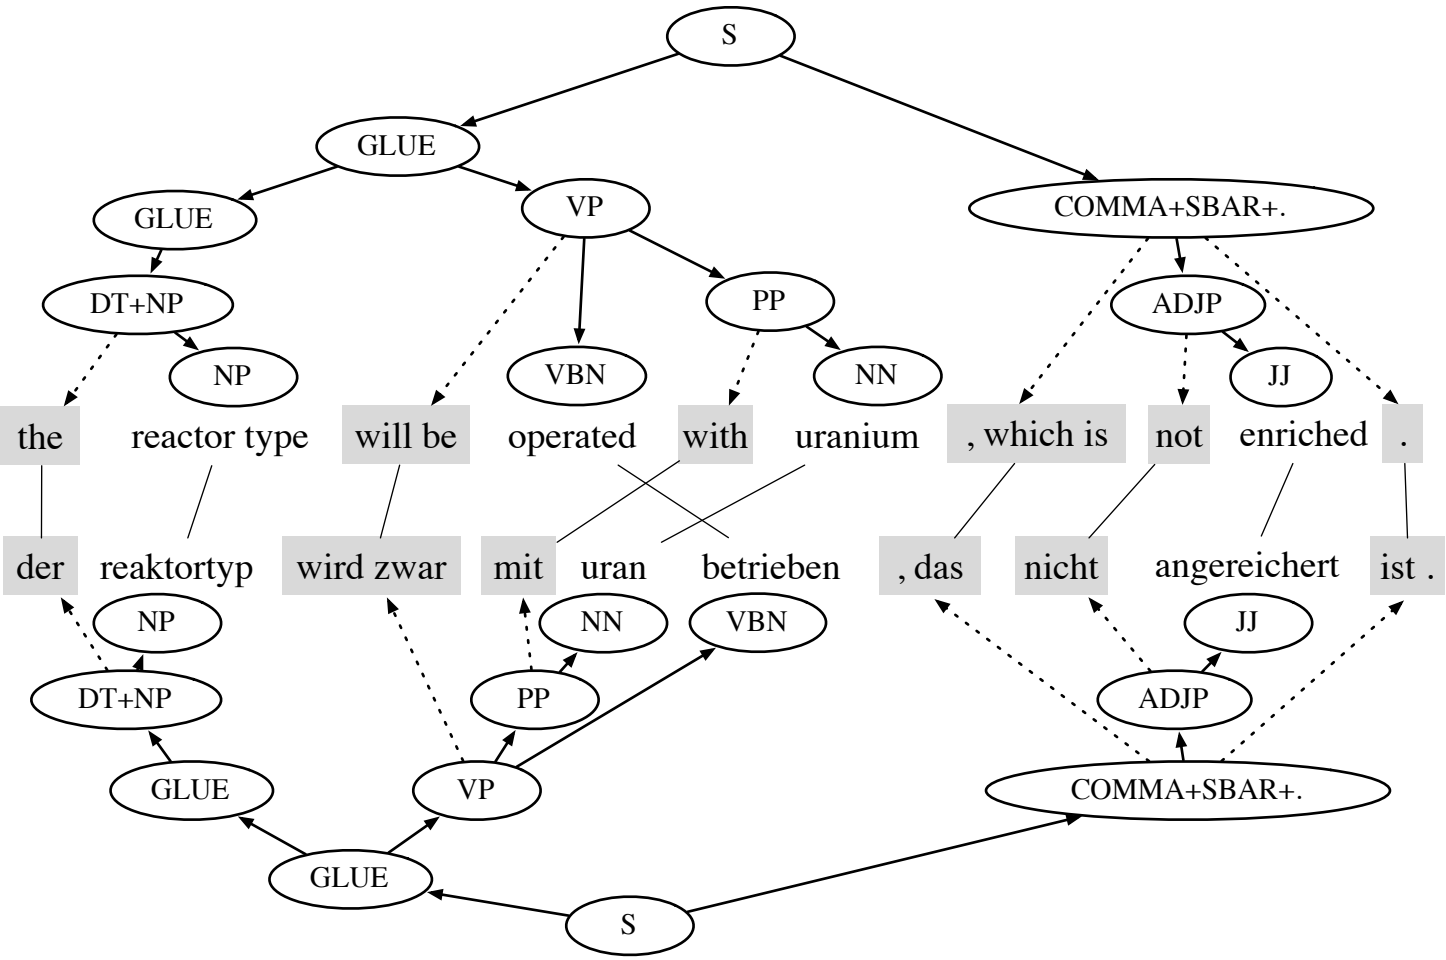 S
GLUE
GLUE VP COMMA+SBAR+.
DT+NP PP ADJP
NP VBN NN JJ
the reactor type will be operated with uranium , which is not enriched .
der reaktortyp wird zwar mit uran betrieben , das nicht angereichert ist .
NP NN VBN JJ
DT+NP PP ADJP
GLUE VP COMMA+SBAR+.
GLUE
S